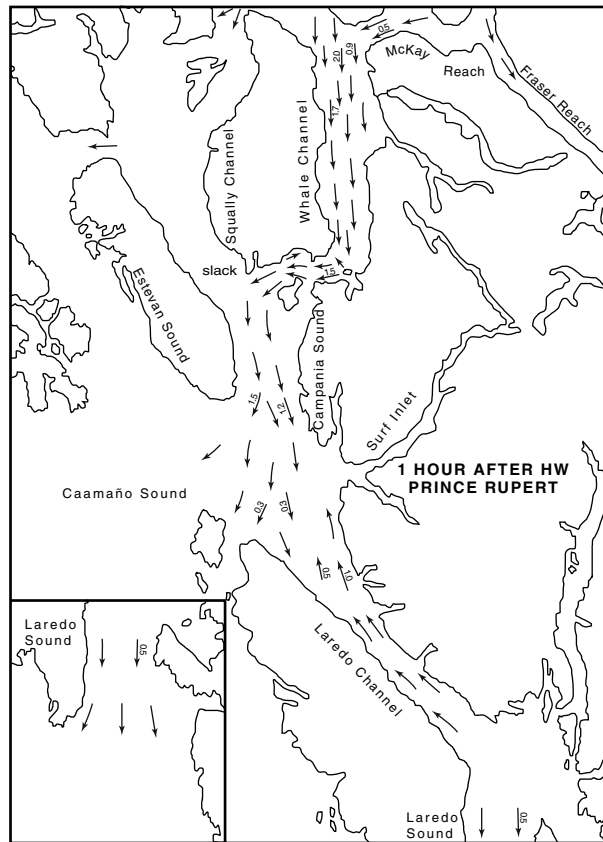 0.5
McKay
Reach
Fraser Reach
2.0
0.9
1.7
Squally Channel
Whale Channel
slack
1.5
Estevan Sound
Campania Sound
1.5
1.2
Surf Inlet
1 HOUR AFTER HW
PRINCE RUPERT
Caamaño Sound
0.3
0.3
0.5
1.0
Laredo Channel
Laredo
Sound
0.5
Laredo
Sound
0.5